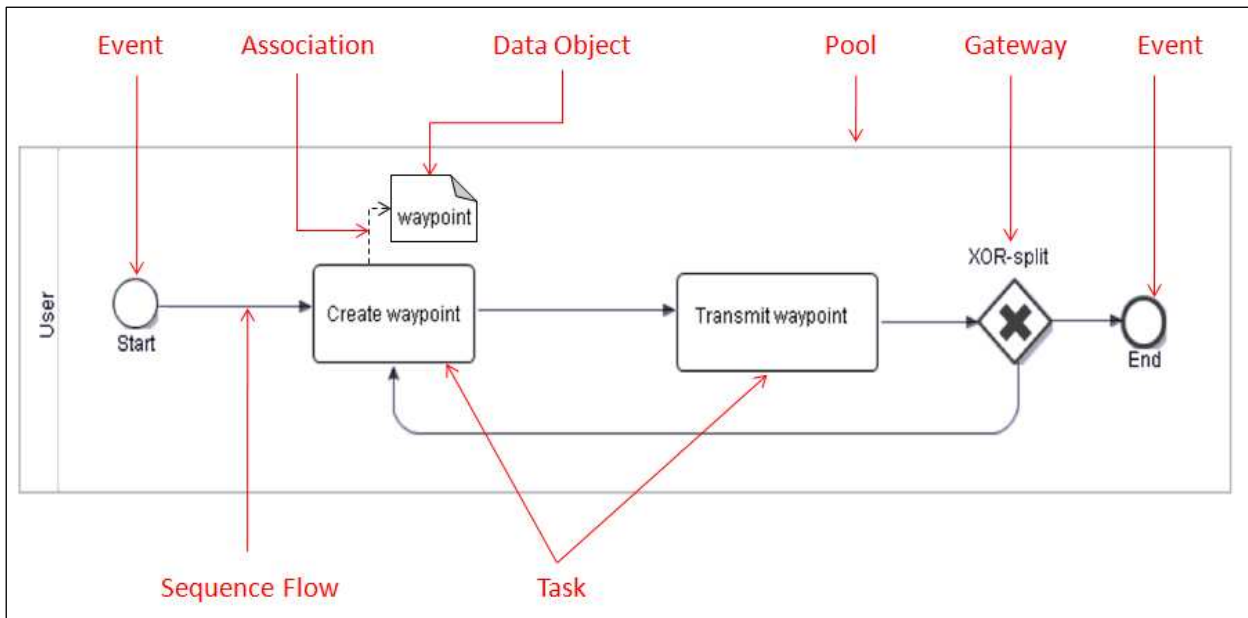 Event
Association
Data Object
Pool
Gateway
Event
waypoint
XOR-split
User
Create waypoint
Transmit waypoint
Start
End
Sequence Flow
Task